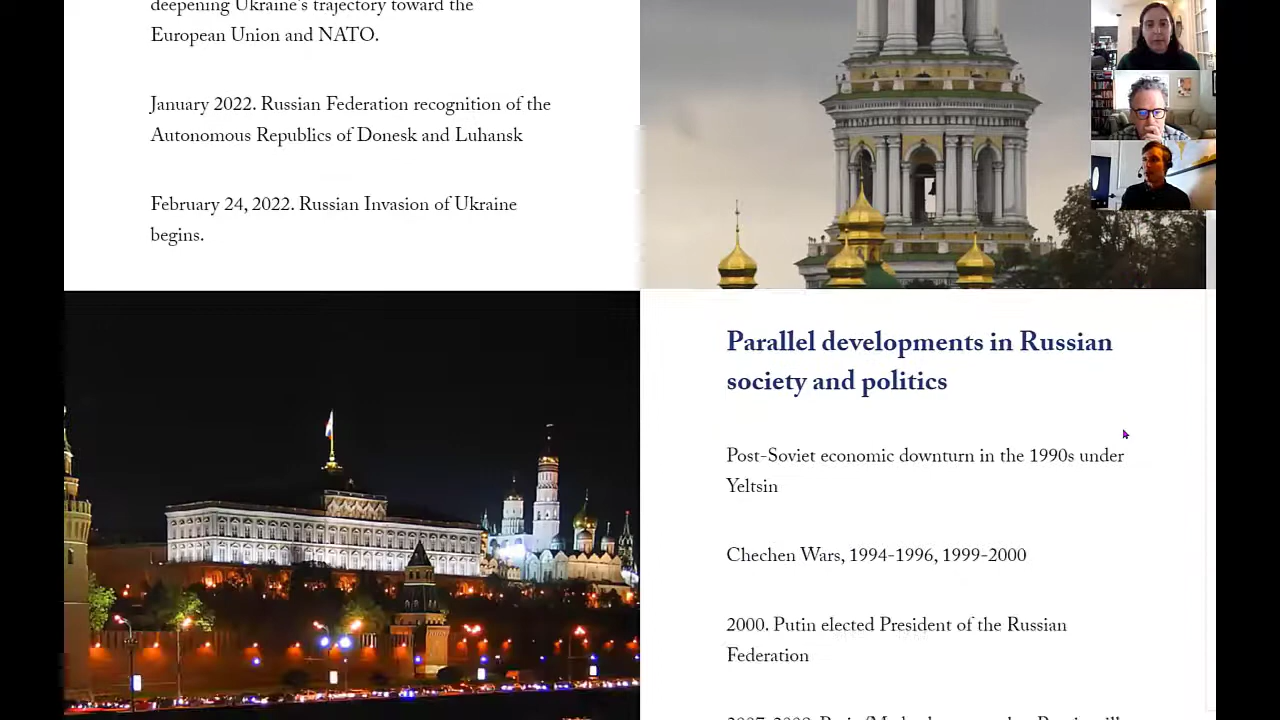 deepening Ukraine's trajectory toward the
European Union and NATO.
January 2022. Russian Federation recognition of the
Autonomous Republics of Donesk and Luhansk
February 24, 2022. Russian Invasion of Ukraine
begins.
Parallel developments in Russian
society and politics
Post-Soviet economic downturn in the 1990s under
Yeltsin
Chechen Wars, 1994-1996, 1999-2000
2000. Putin elected President of the Russian
Federation